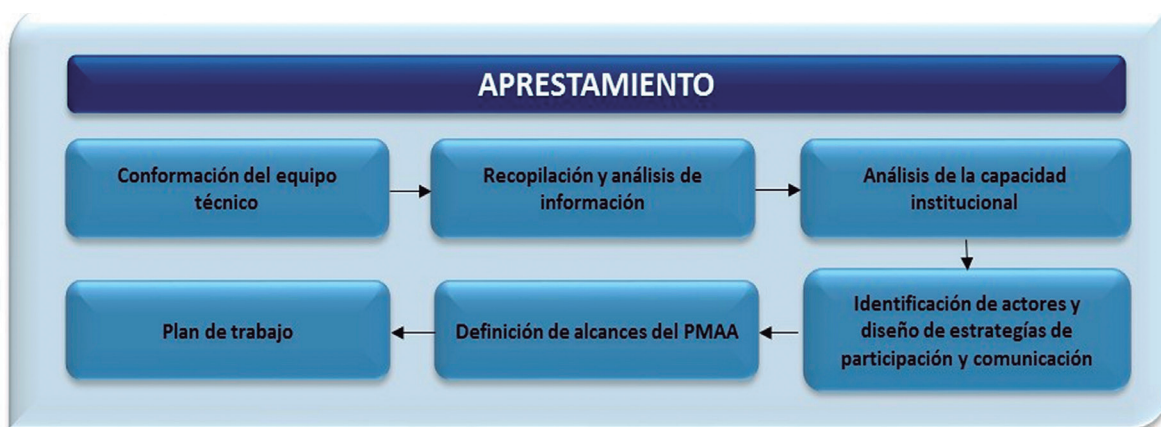 APRESTAMIENTO
Conformación del equipo
técnico
Recopilación y análisis de
información
Análisis de la capacidad
institucional
Identificación de actores y
diseño de estrategías de
participación y comunicación
Definición de alcances del PMAA
Plan de trabajo